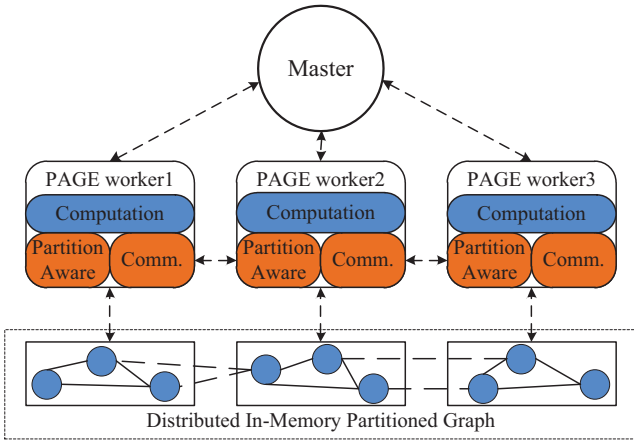 Master
PAGE worker1
Computation
Partition
Aware
Comm.
PAGE worker2
Computation
Partition
Aware
Comm.
PAGE worker3
Computation
Partition
Aware
Comm.
Distributed In-Memory Partitioned Graph